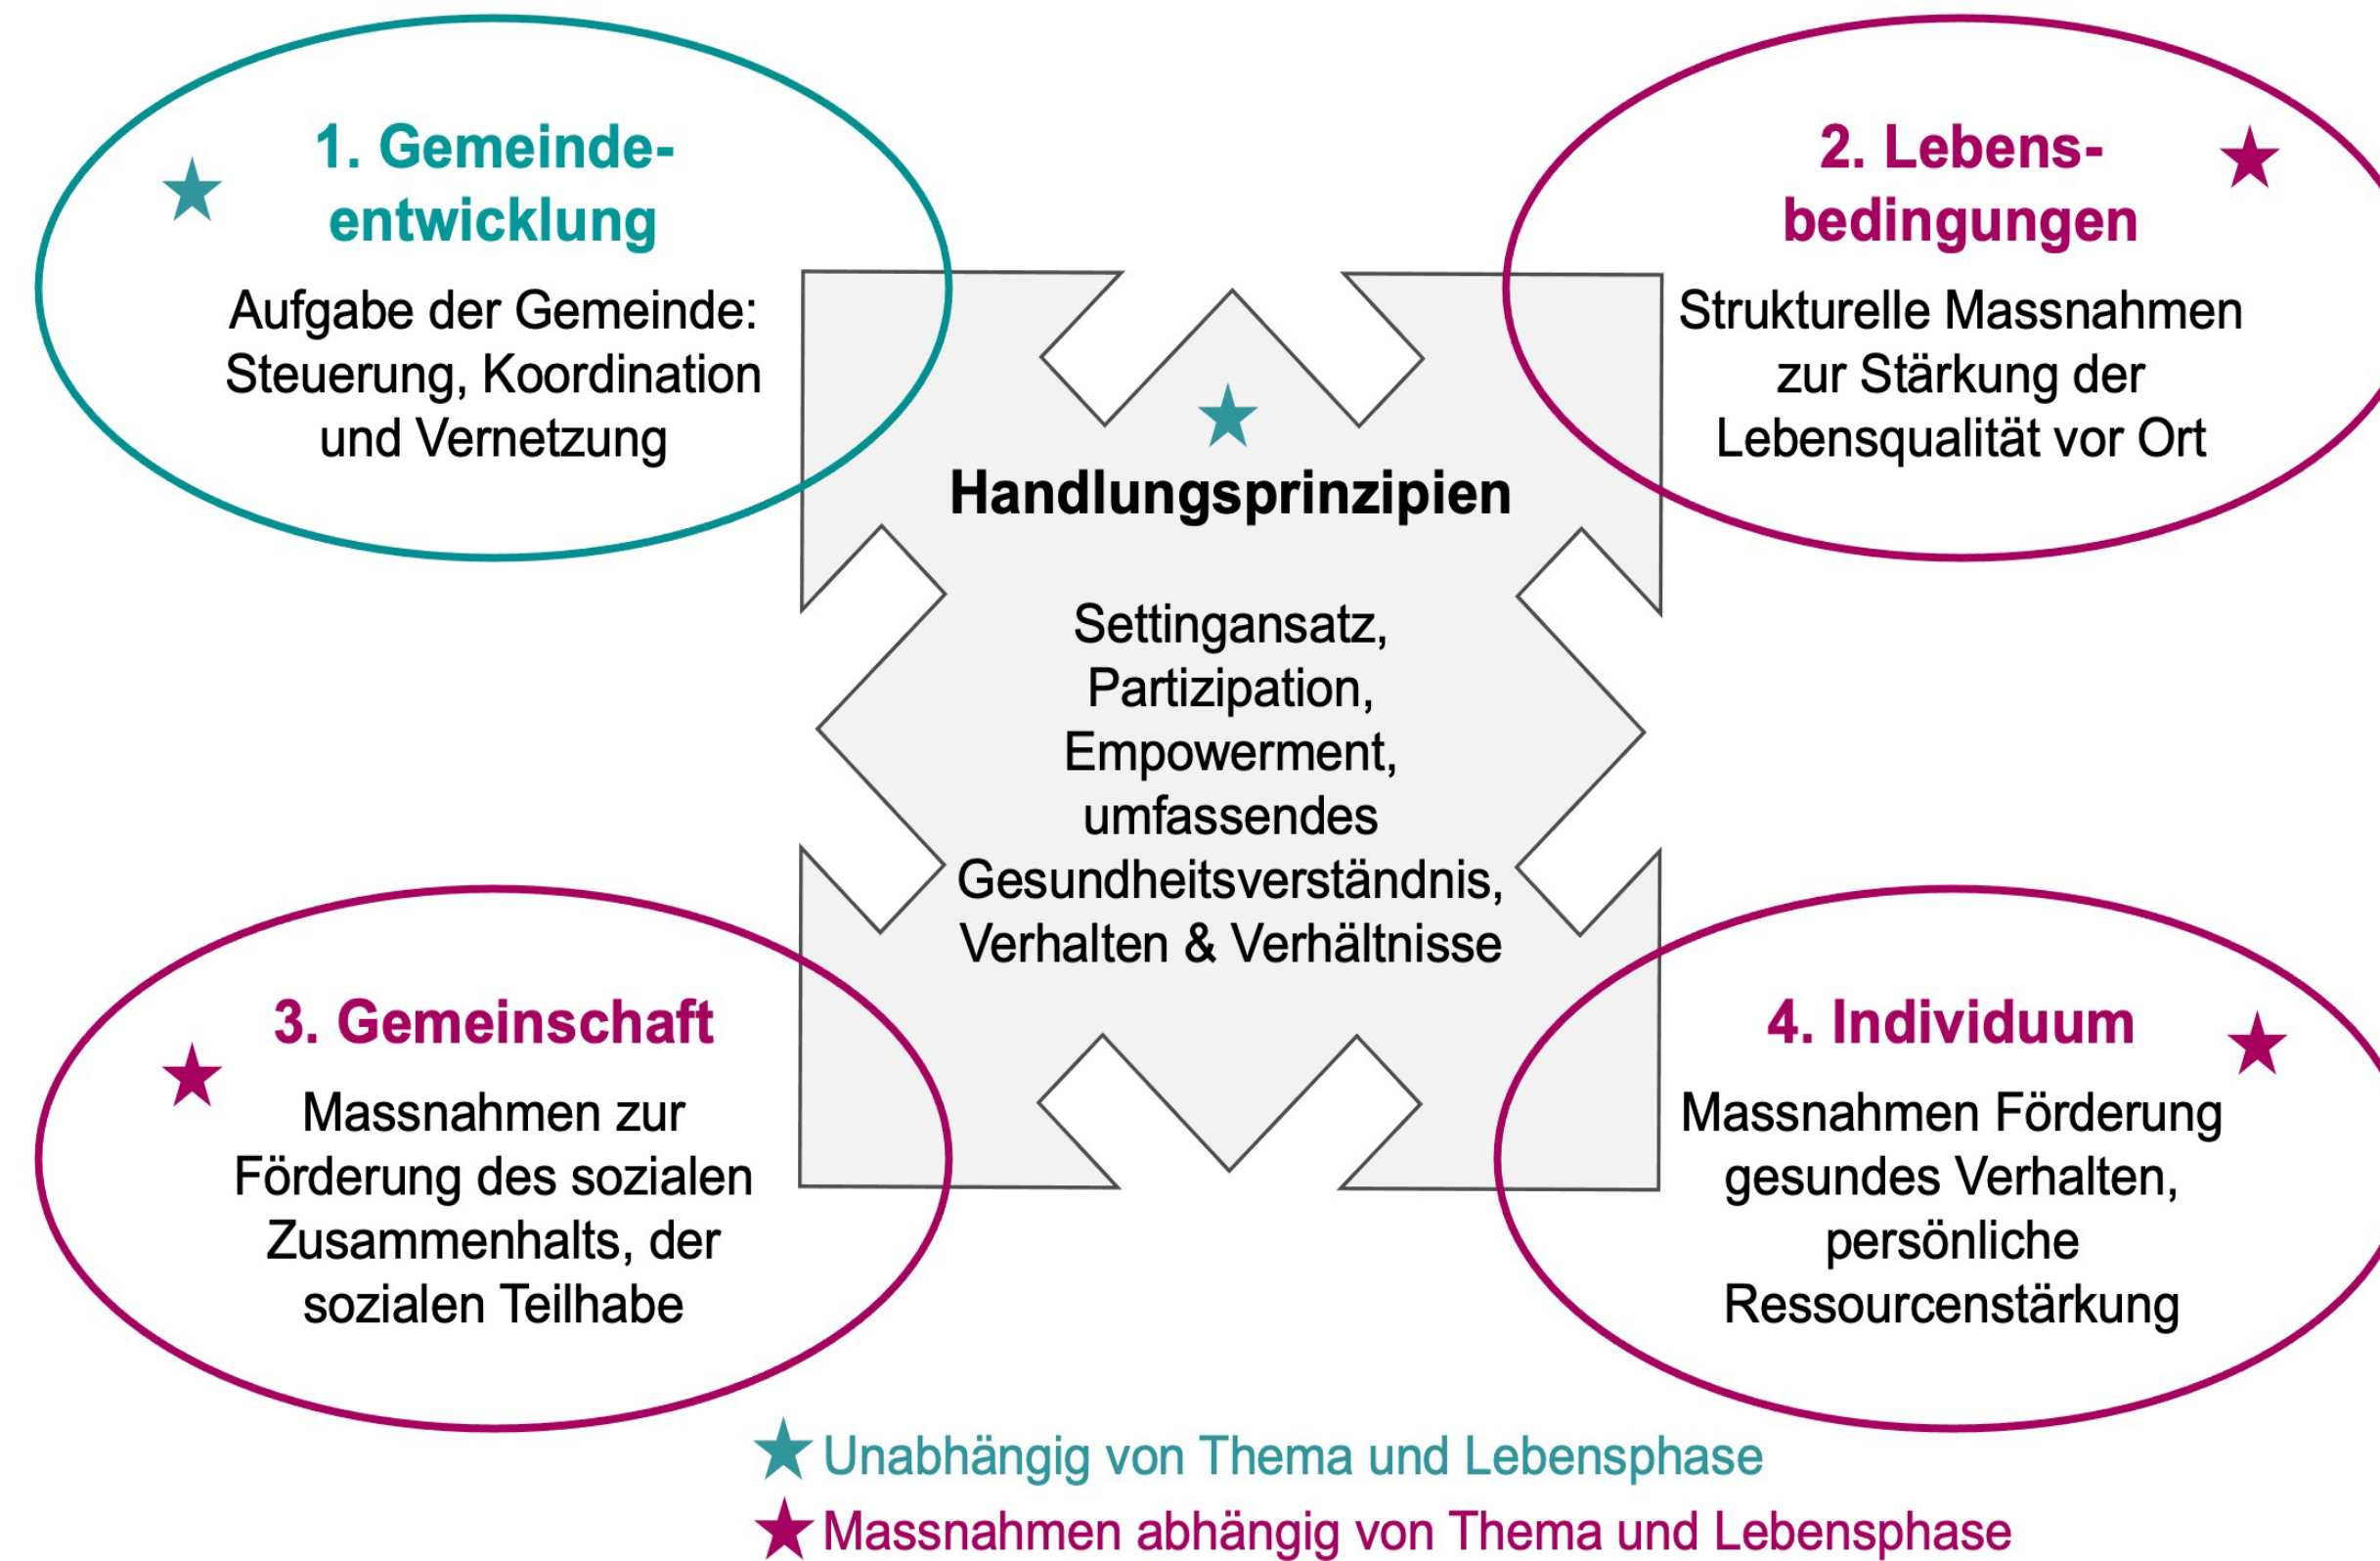 1. Gemeinde-
entwicklung
Aufgabe der Gemeinde:
Steuerung, Koordination
und Vernetzung
2. Lebens-
bedingungen
Strukturelle Massnahmen
zur Stärkung der
Lebensqualität vor Ort
Handlungsprinzipien
Settingansatz,
Partizipation,
Empowerment,
umfassendes
Gesundheitsverständnis,
Verhalten & Verhältnisse
3. Gemeinschaft
Massnahmen zur
Förderung des sozialen
Zusammenhalts, der
sozialen Teilhabe
4. Individuum
Massnahmen Förderung
gesundes Verhalten,
persönliche
Ressourcenstärkung
Unabhängig von Thema und Lebensphase
Massnahmen abhängig von Thema und Lebensphase